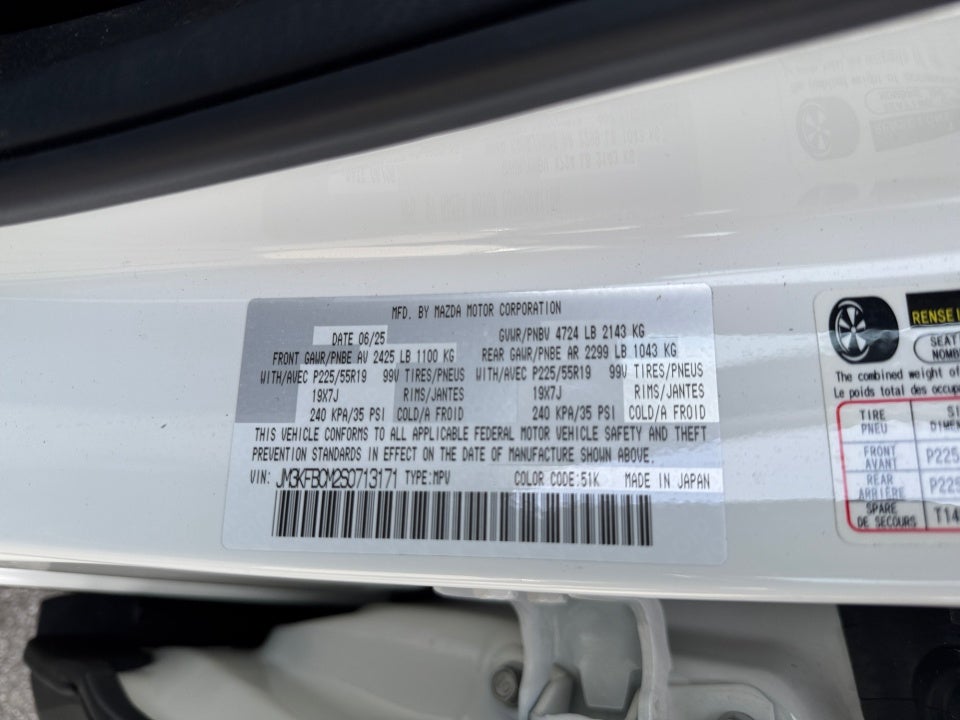 MFD. BY MAZDA MOTOR CORPORATION
DATE 06/25 GVWR/PNBV 4724 LB 2143 KG
FRONT GAWR/PNBE AV 2425 LB 1100 KG REAR GAWR/PNBE AR 2299 LB 1043 KG
WITH/AVEC P225/55R19 99V TIRES/PNEUS WITH/AVEC P225/55R19 99V TIRES/PNEUS
19X7J RIMS/JANTES 19X7J RIMS/JANTES
240 KPA/35 PSI COLD/A FROID 240 KPA/35 PSI COLD/A FROID
THIS VEHICLE CONFORMS TO ALL APPLICABLE FEDERAL MOTOR VEHICLE SAFETY AND THEFT
PREVENTION STANDARDS IN EFFECT ON THE DATE OF MANUFACTURE SHOWN ABOVE.
VIN: JM3KFBCM2S0713171 TYPE:MPV COLOR CODE:51K MADE IN JAPAN
RENSE
SEAT
NOMB
The combined weight of
Le poids total des occup
TIRE
PNEU
SI
DIMEN
FRONT
AVANT
P225
REAR
ARRIÈRE
P225
SPARE
DE SECOURS
T14